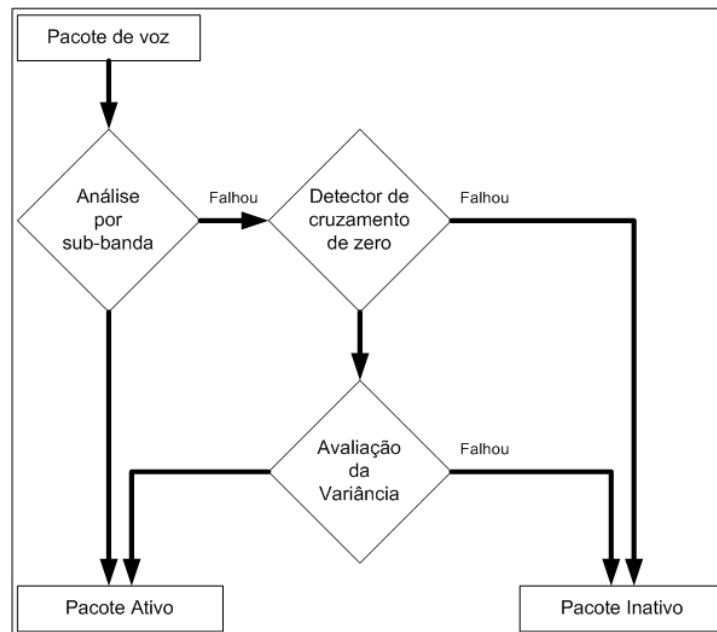 Pacote de voz
Análise
por
sub-banda
Falhou
Detector de
cruzamento
de zero
Falhou
Avaliação
da
Variância
Falhou
Pacote Ativo
Pacote Inativo